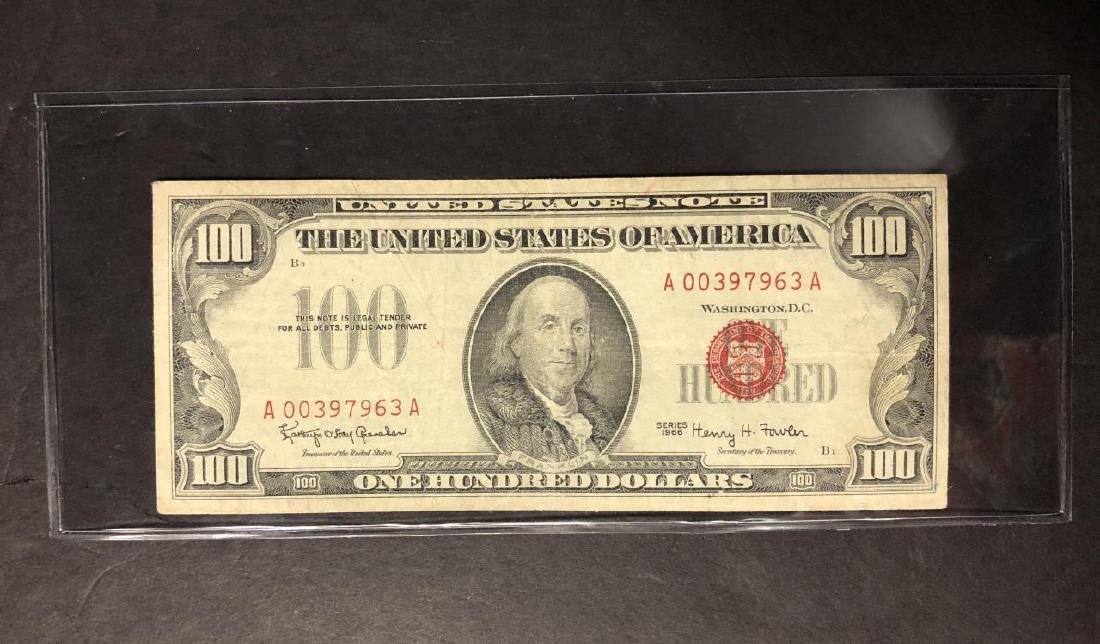 UNITED STATES NOTE
100
THE UNITED STATES OF AMERICA
100
B
A 00397963 A
WASHINGTON, D.C.
100
THIS NOTE IS LEGAL TENDER
FOR ALL DEBTS, PUBLIC AND PRIVATE
ONE
HUNDRED
A 00397963 A
SERIES
1966
Henry H. Fowler
Treasurer of the United States.
Secretary of the Treasury.
B 1
FRANKLIN
100
100
ONE HUNDRED DOLLARS
100
100